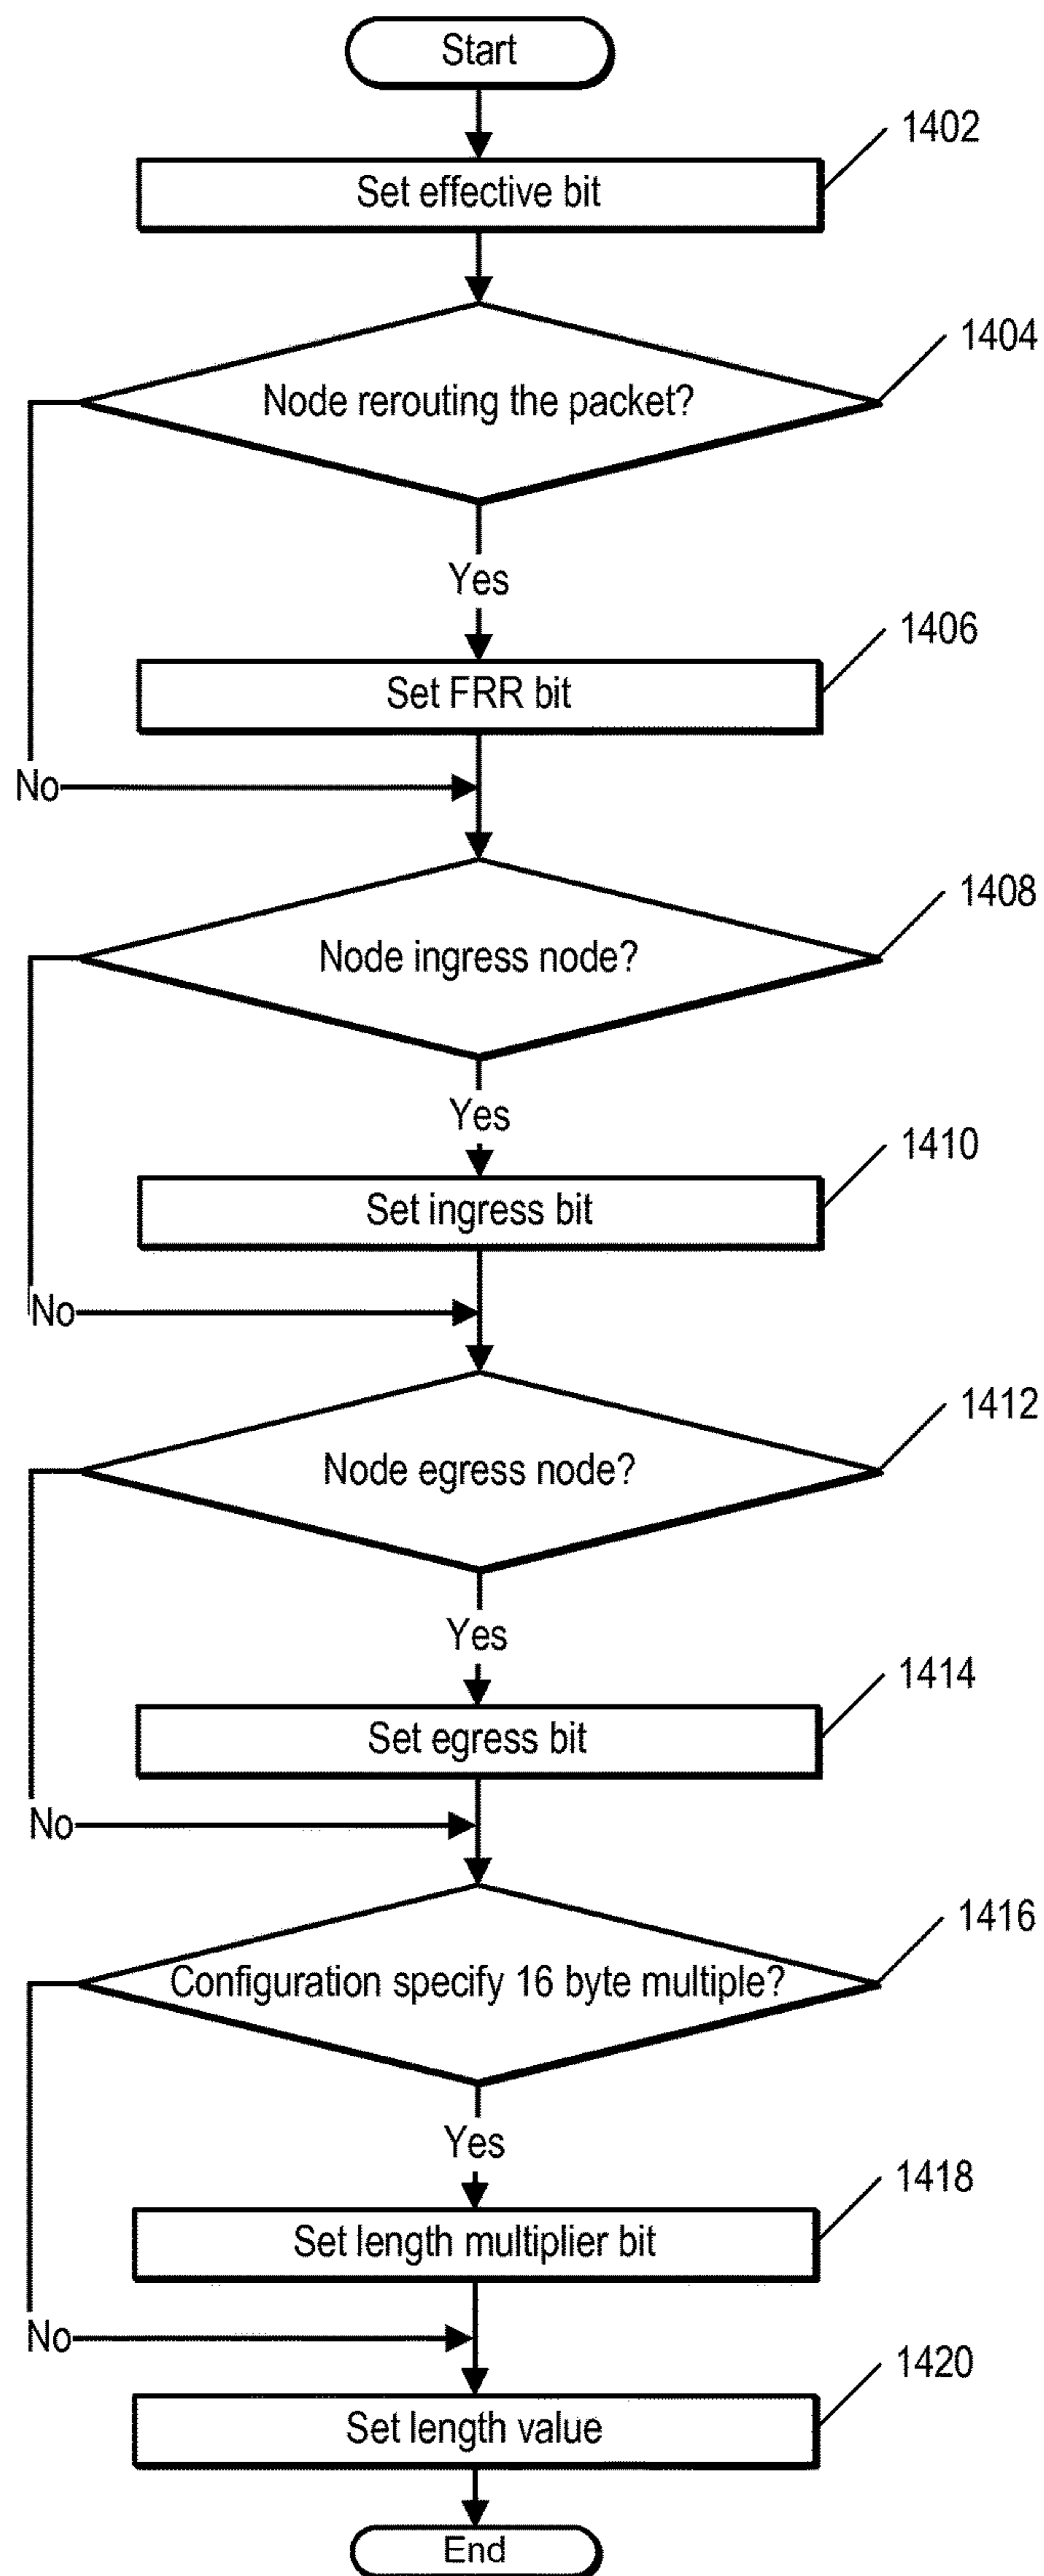 Start
1402
Set effective bit
1404
Node rerouting the packet?
Yes
1406
Set FRR bit
No
1408
Node ingress node?
Yes
1410
Set ingress bit
No
1412
Node egress node?
Yes
1414
Set egress bit
No
1416
Configuration specify 16 byte multiple?
Yes
1418
Set length multiplier bit
No
1420
Set length value
End